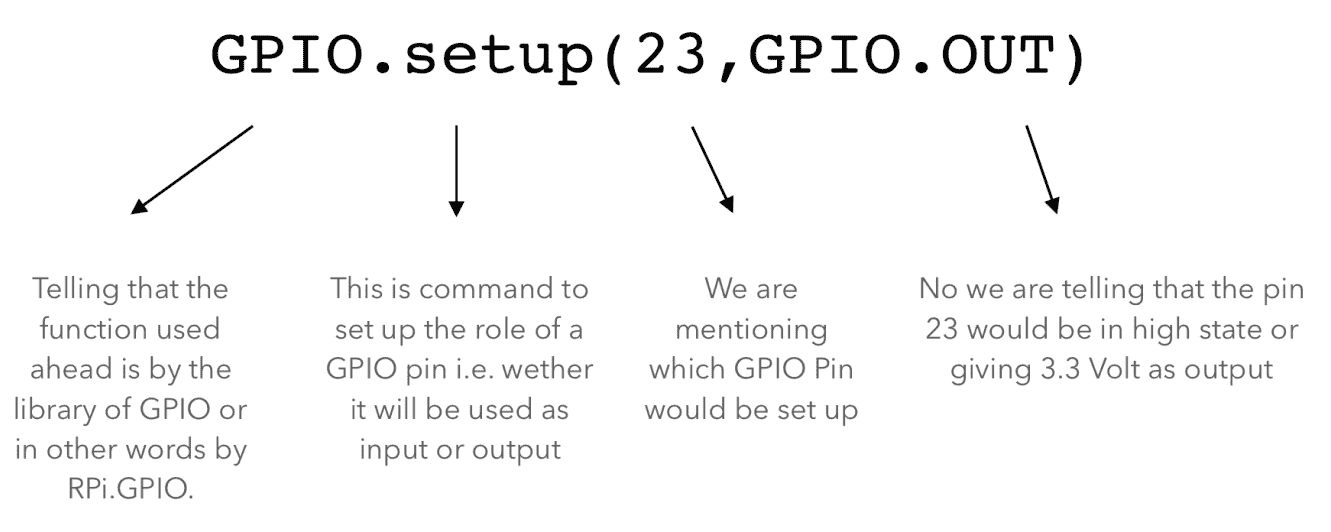 GPIO.setup(23,GPIO.OUT)
Telling that the
function used
ahead is by the
library of GPIO or
in other words by
RPi.GPIO.
This is command to
set up the role of a
GPIO pin i.e. wether
it will be used as
input or output
We are
mentioning
which GPIO Pin
would be set up
No we are telling that the pin
23 would be in high state or
giving 3.3 Volt as output